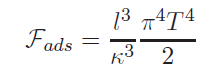 $\mathcal{F}_{ads} = \frac{l^3}{\kappa^3} \frac{\pi^4 T^4}{2}$